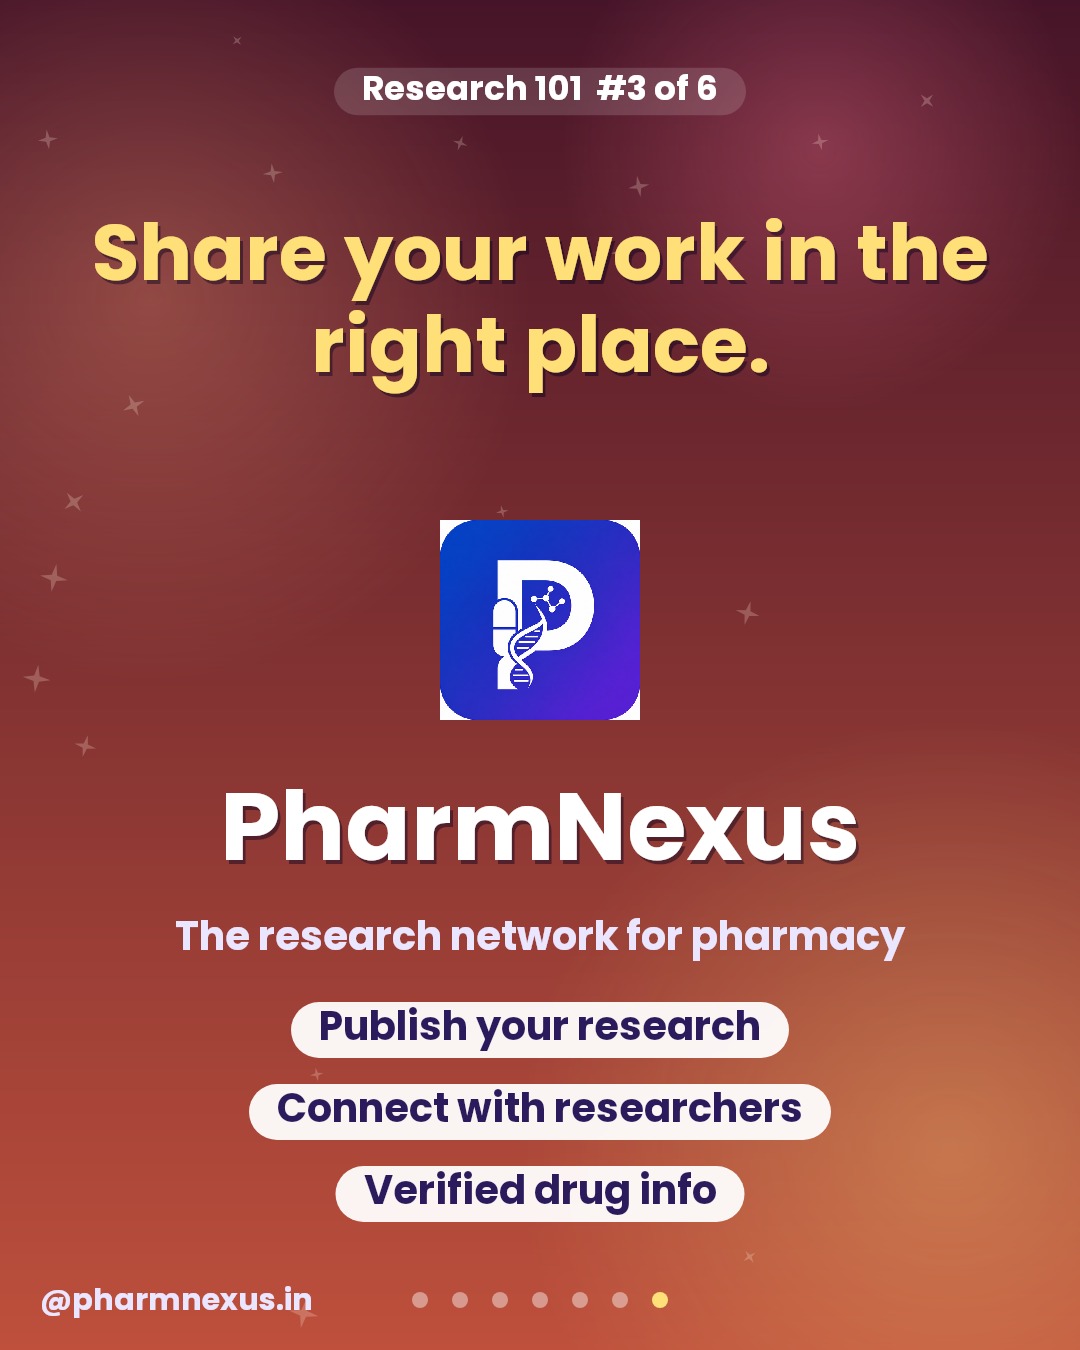 Research 101 #3 of 6
Share your work in the
right place.
PharmNexus
The research network for pharmacy
Publish your research
Connect with researchers
Verified drug info
@pharmnexus.in